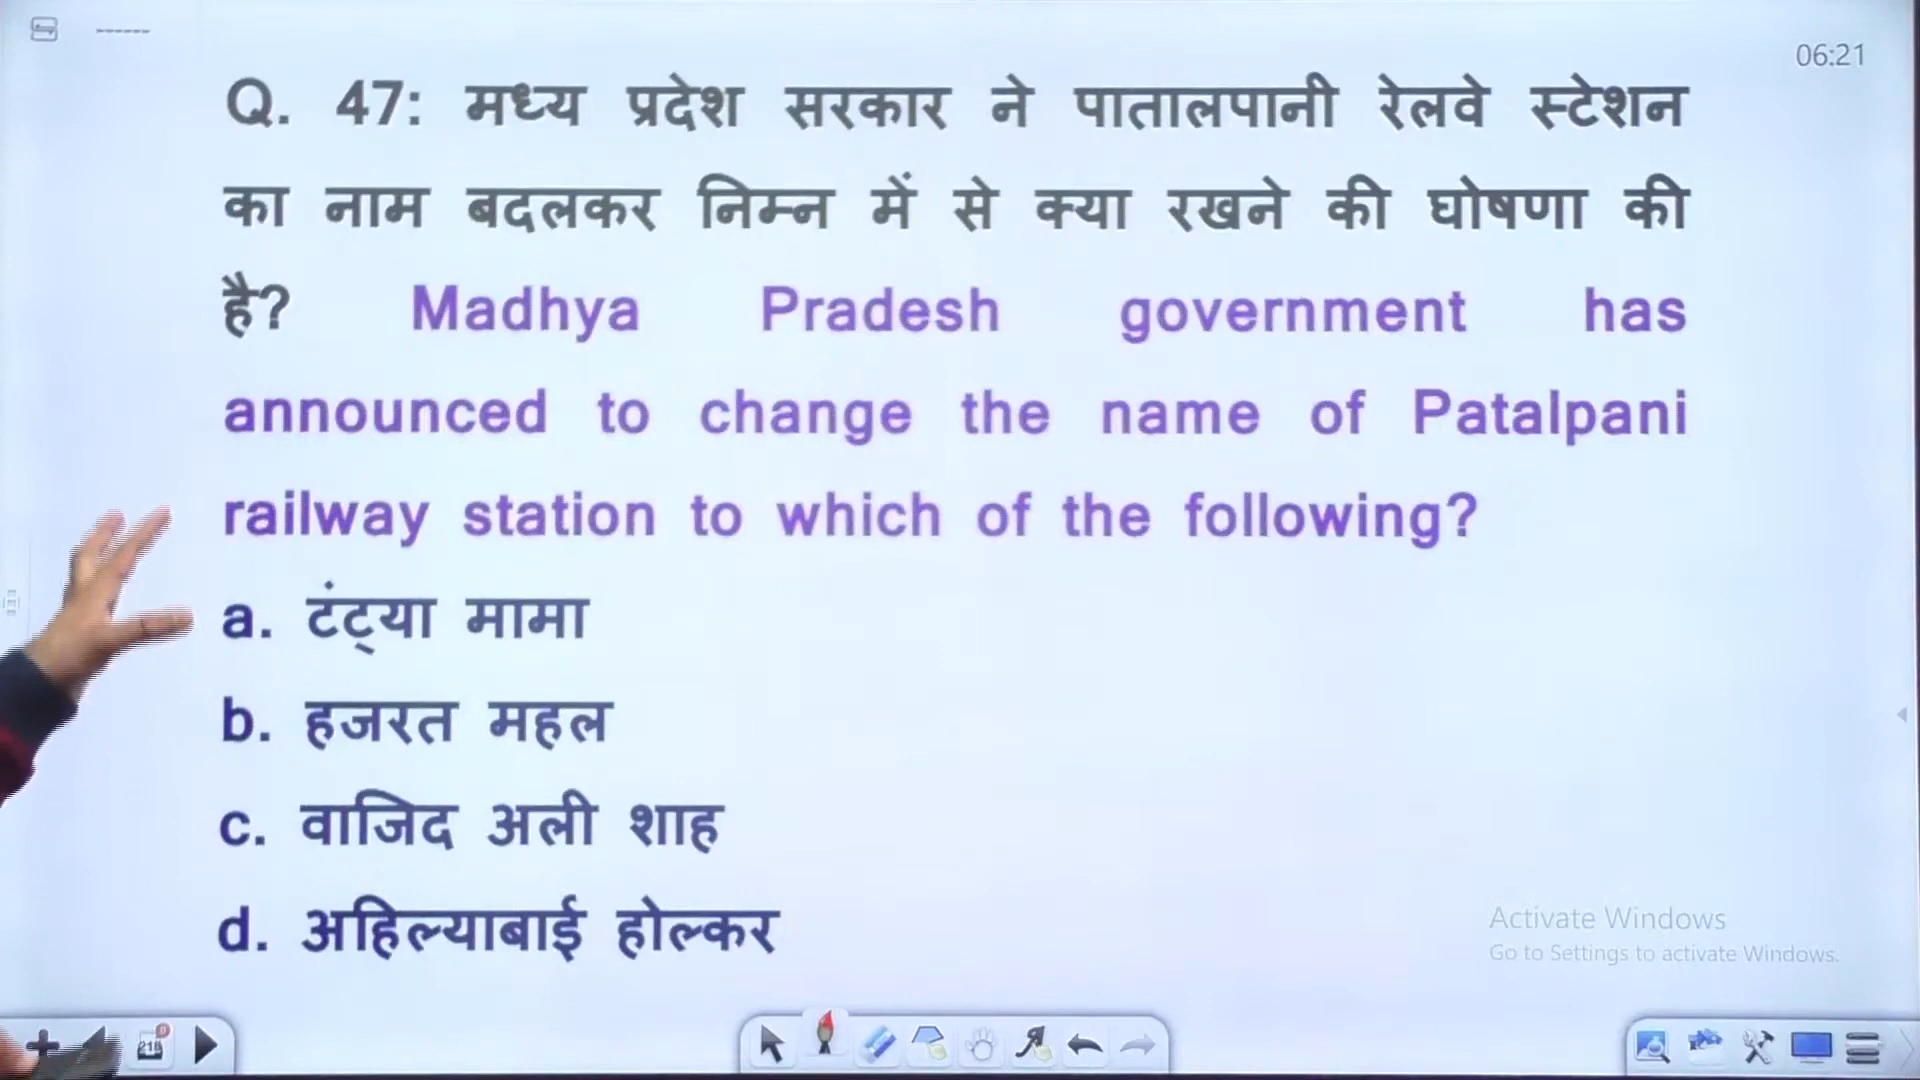 06:21
Q. 47: मध्य प्रदेश सरकार ने पातालपानी रेलवे स्टेशन
का नाम बदलकर निम्न में से क्या रखने की घोषणा की
है? Madhya Pradesh government has
announced to change the name of Patalpani
railway station to which of the following?
a. टंट्या मामा
b. हजरत महल
c. वाजिद अली शाह
d. अहिल्याबाई होल्कर
Activate Windows
Go to Settings to activate Windows.
218